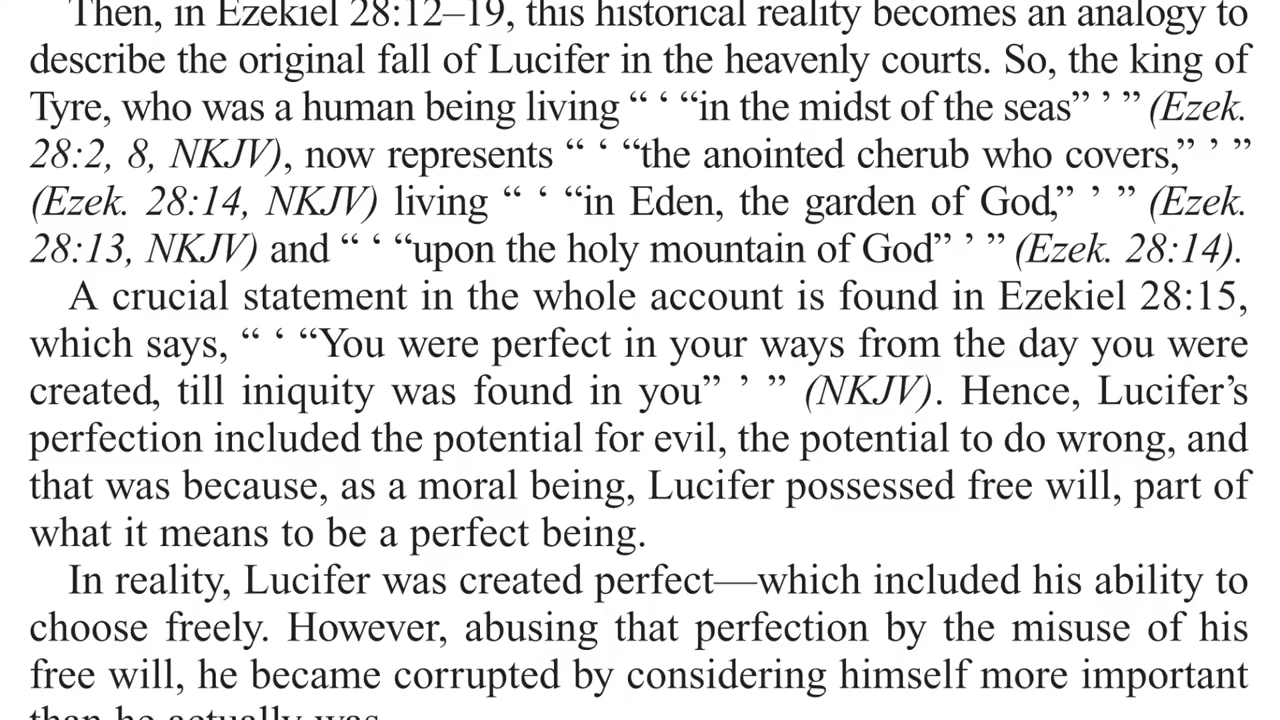 Then, in Ezekiel 28:12–19, this historical reality becomes an analogy to
describe the original fall of Lucifer in the heavenly courts. So, the king of
Tyre, who was a human being living “ ‘ “in the midst of the seas” ’ ” (Ezek.
28:2, 8, NKJV), now represents “ ‘ “the anointed cherub who covers,” ’ ”
(Ezek. 28:14, NKJV) living “ ‘ “in Eden, the garden of God,” ’ ” (Ezek.
28:13, NKJV) and “ ‘ “upon the holy mountain of God” ’ ” (Ezek. 28:14).
A crucial statement in the whole account is found in Ezekiel 28:15,
which says, “ ‘ “You were perfect in your ways from the day you were
created, till iniquity was found in you” ’ ” (NKJV). Hence, Lucifer’s
perfection included the potential for evil, the potential to do wrong, and
that was because, as a moral being, Lucifer possessed free will, part of
what it means to be a perfect being.
In reality, Lucifer was created perfect—which included his ability to
choose freely. However, abusing that perfection by the misuse of his
free will, he became corrupted by considering himself more important
than he actually was.